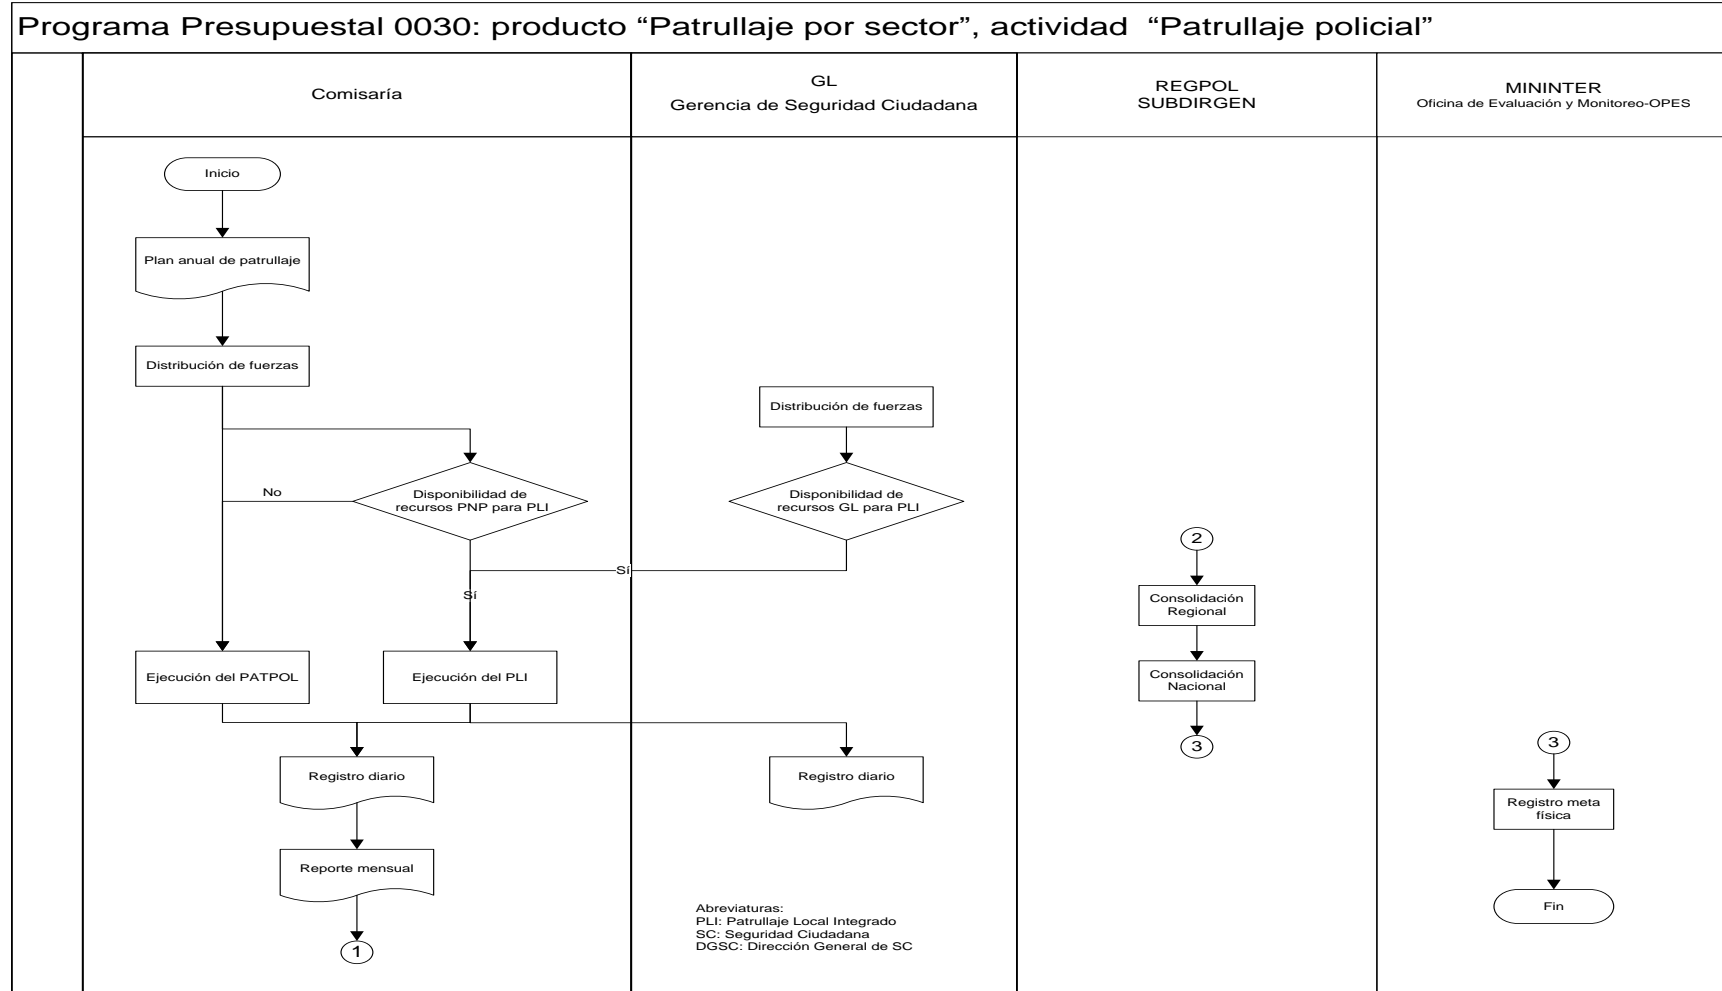 Programa Presupuestal 0030: producto “Patrullaje por sector”, actividad “Patrullaje policial”
Comisaría
GL
Gerencia de Seguridad Ciudadana
REGPOL
SUBDIRGEN
MININTER
Oficina de Evaluación y Monitoreo-OPES
Inicio
Plan anual de patrullaje
Distribución de fuerzas
Distribución de fuerzas
No
Disponibilidad de
recursos PNP para PLI
Disponibilidad de
recursos GL para PLI
Sí
Sí
Ejecución del PATPOL
Ejecución del PLI
Registro diario
Registro diario
Reporte mensual
1
Abreviaturas:
PLI: Patrullaje Local Integrado
SC: Seguridad Ciudadana
DGSC: Dirección General de SC
2
Consolidación
Regional
Consolidación
Nacional
3
3
Registro meta
física
Fin